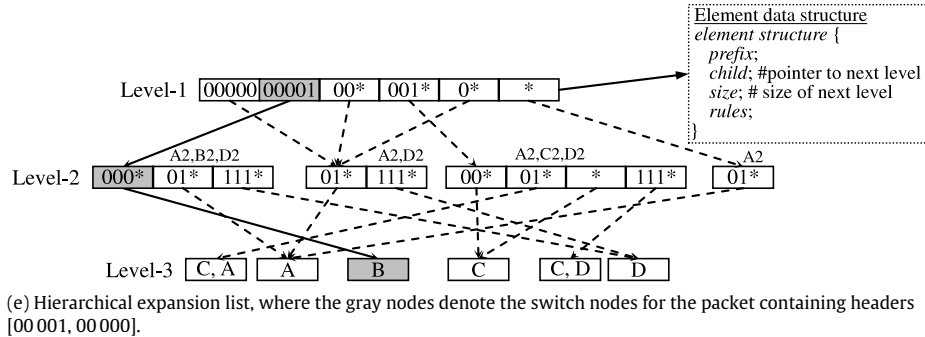 Element data structure
element structure {
prefix;
child; #pointer to next level
size; # size of next level
rules;
}
Level-1 00000 00001 00* 001* 0* *
A2,B2,D2 A2,D2 A2,C2,D2 A2
Level-2 000* 01* 111* 01* 111* 00* 01* * 111* 01*
Level-3 C, A A B C C, D D
(e) Hierarchical expansion list, where the gray nodes denote the switch nodes for the packet containing headers
[00 001, 00 000].